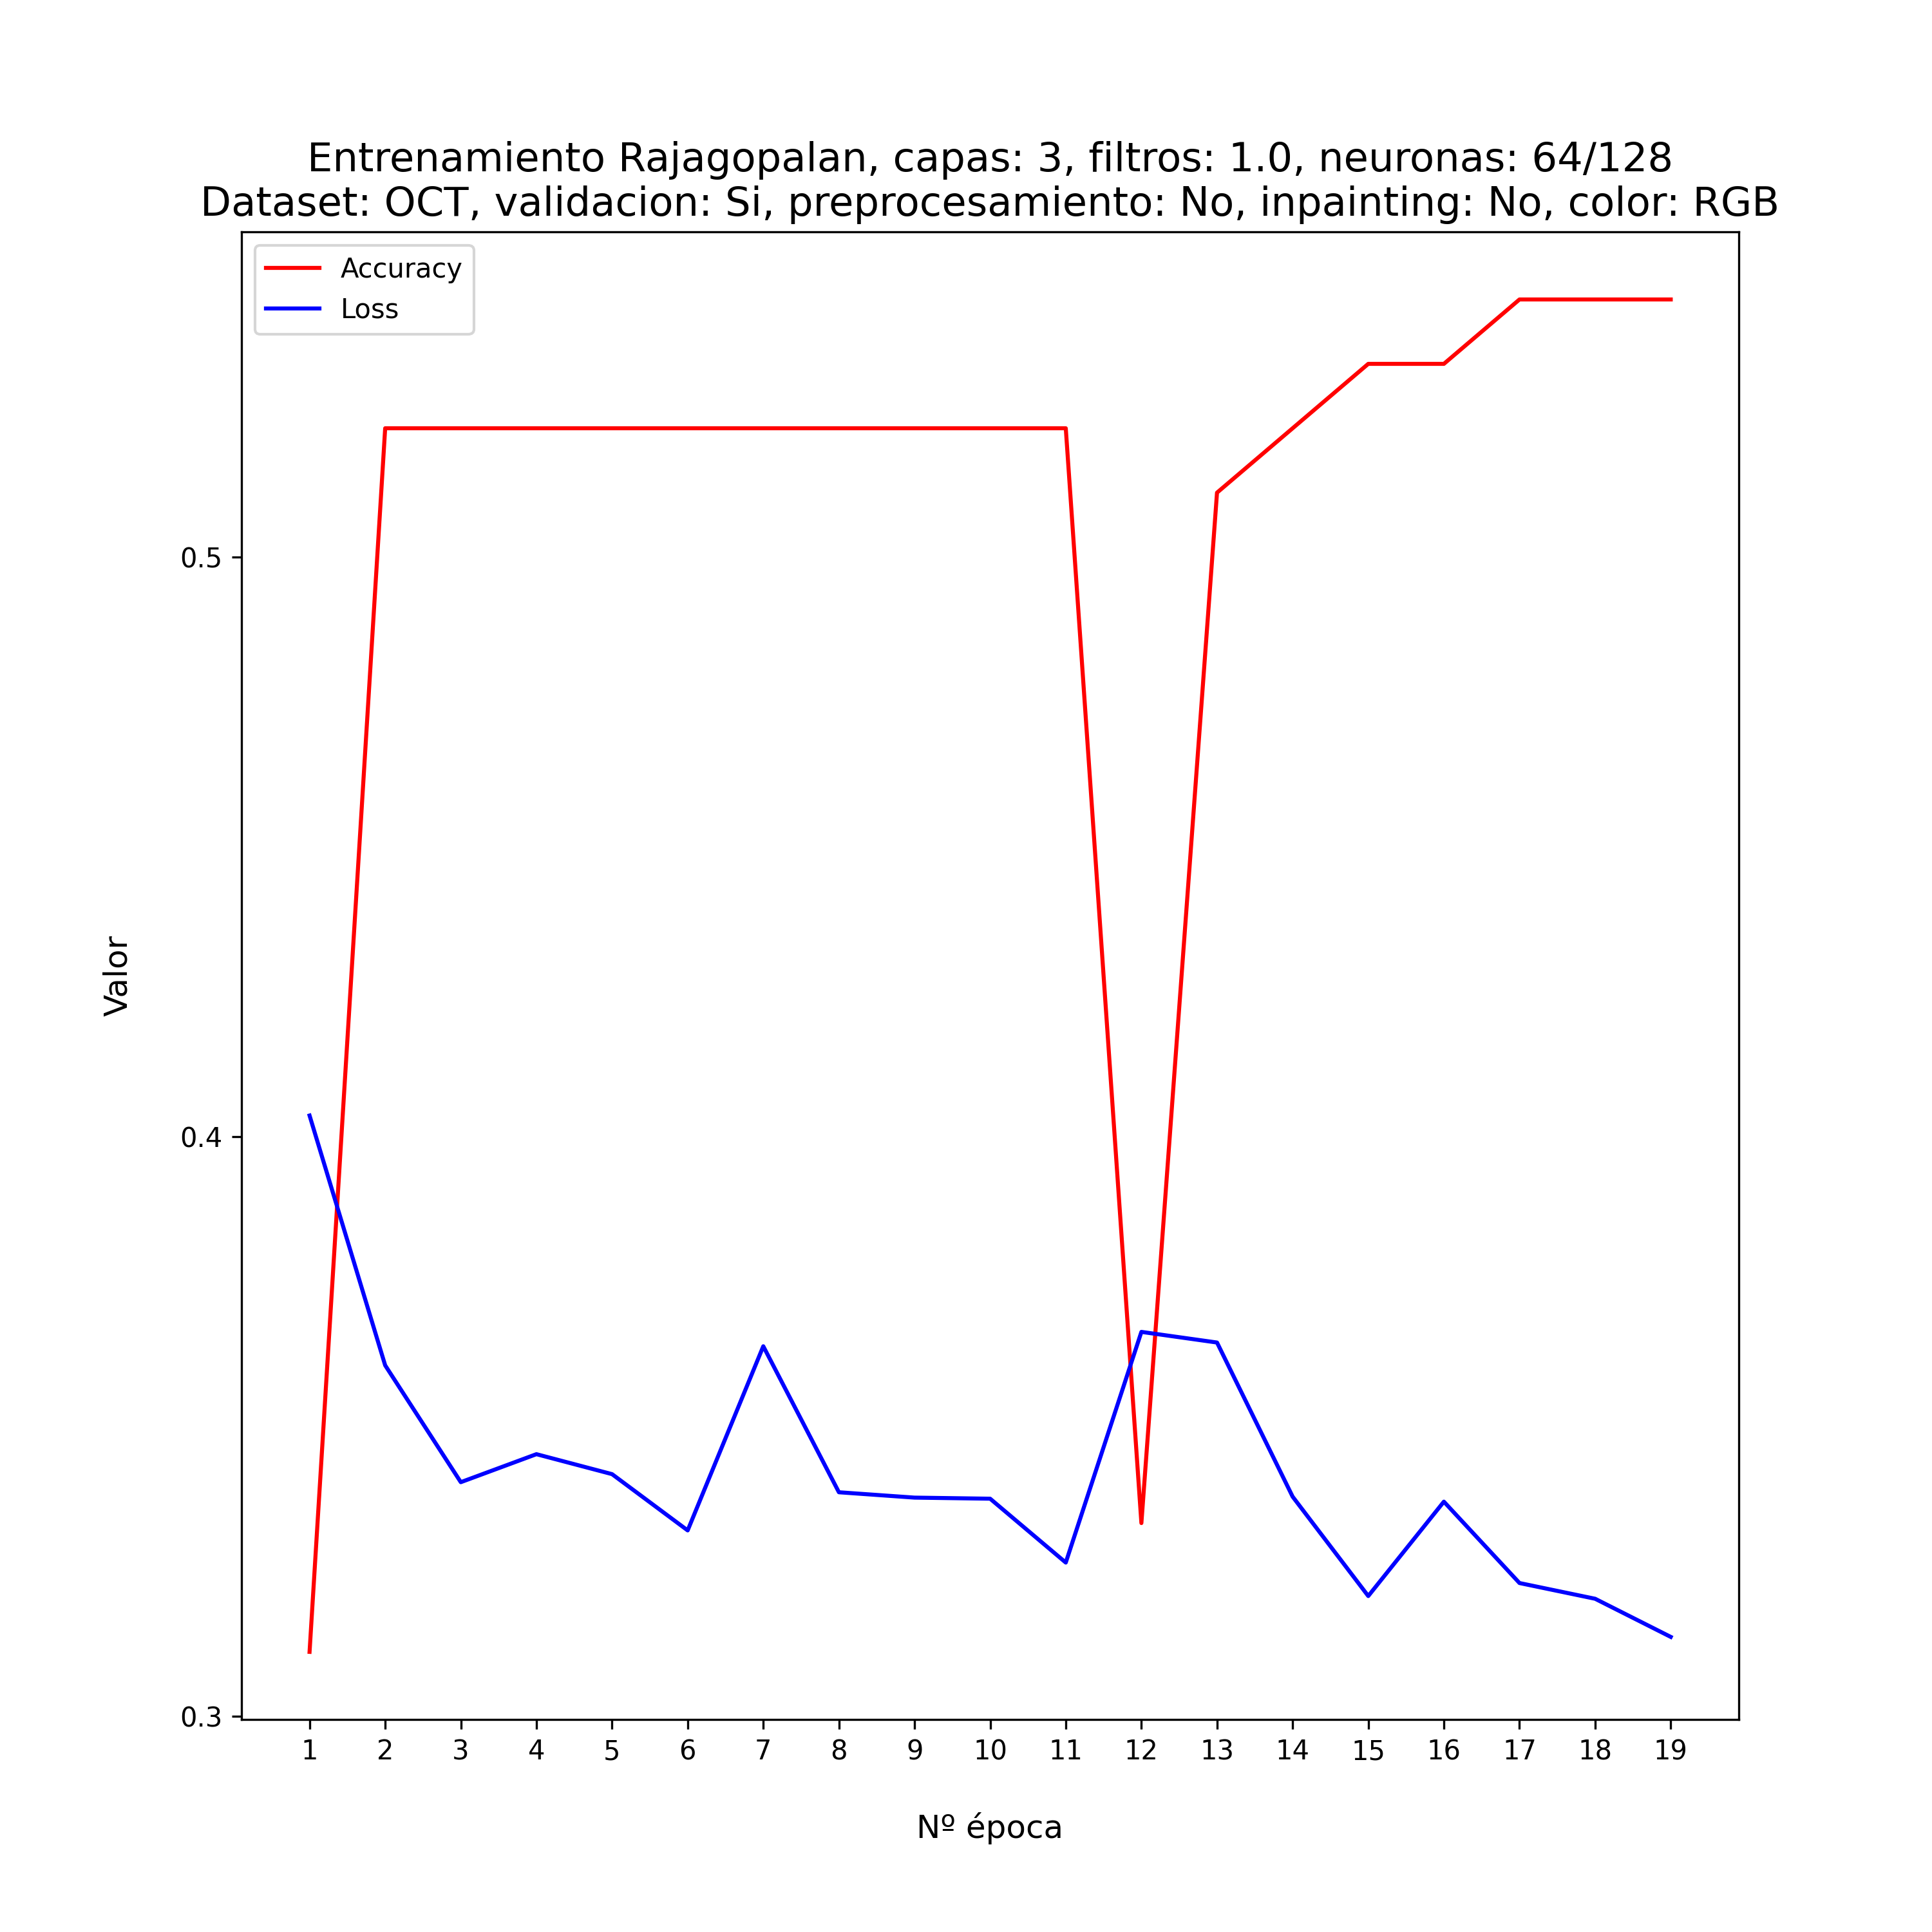 Entrenamiento Rajagopalan, capas: 3, filtros: 1.0, neuronas: 64/128
Dataset: OCT, validacion: Si, preprocesamiento: No, inpainting: No, color: RGB
Accuracy
Loss
0.5
0.4
0.3
Valor
1 2 3 4 5 6 7 8 9 10 11 12 13 14 15 16 17 18 19
Nº época